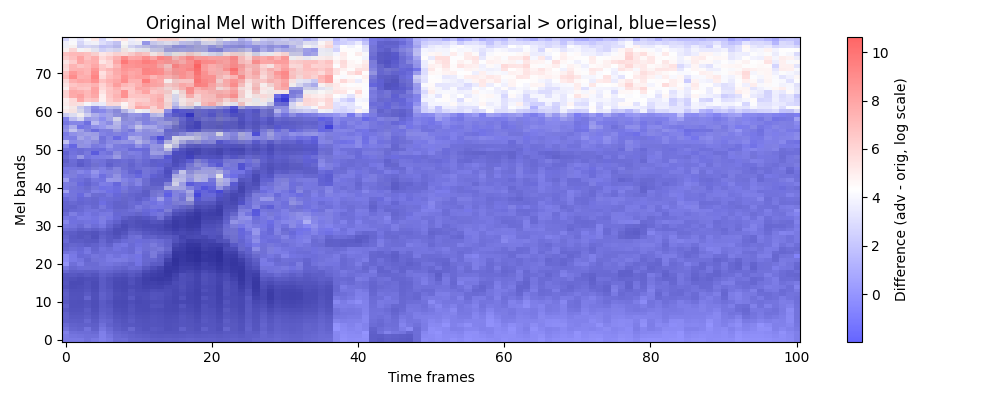 Original Mel with Differences (red=adversarial > original, blue=less)
Mel bands
70
60
50
40
30
20
10
0
0 20 40 60 80 100
Time frames
10
8
6
4
2
0
Difference (adv - orig, log scale)